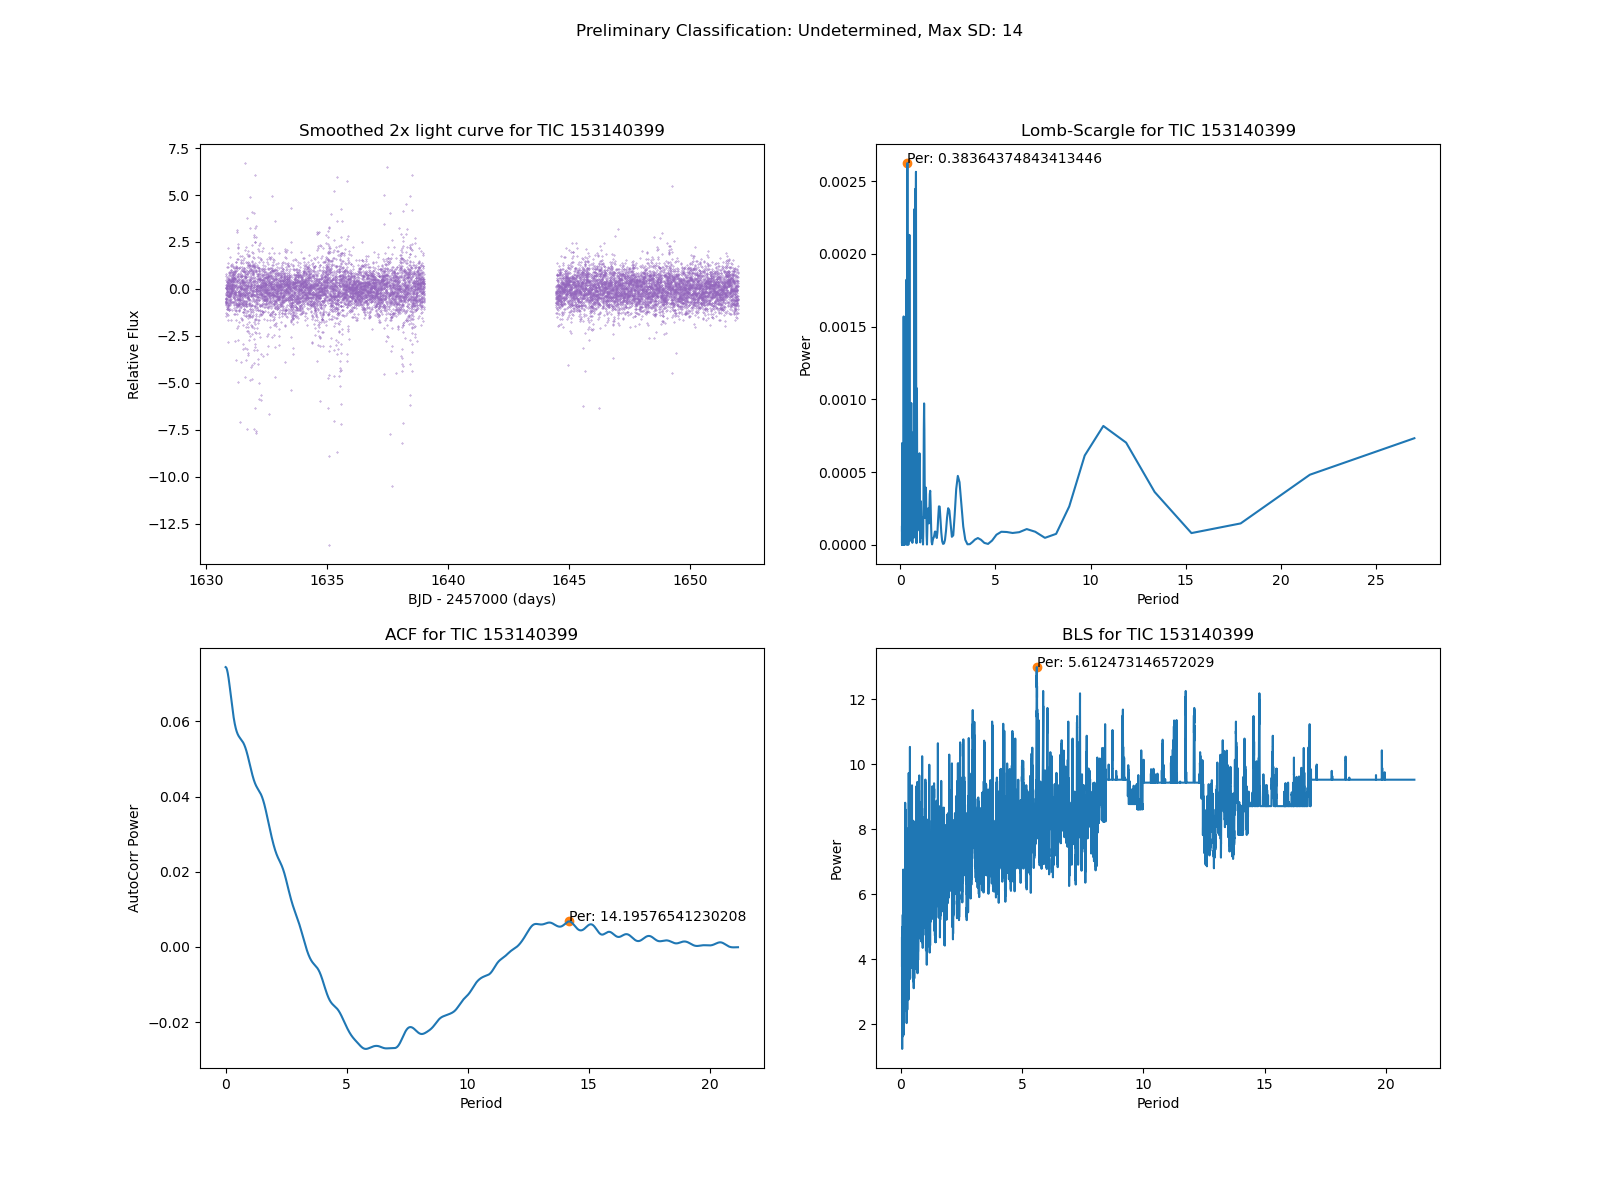 Preliminary Classification: Undetermined, Max SD: 14
Smoothed 2x light curve for TIC 153140399
7.5
5.0
2.5
0.0
−2.5
−5.0
−7.5
−10.0
−12.5
Relative Flux
1630
1635
1640
1645
1650
BJD - 2457000 (days)
Lomb-Scargle for TIC 153140399
Per: 0.38364374843413446
0.0025
0.0020
0.0015
0.0010
0.0005
0.0000
Power
0
5
10
15
20
25
Period
ACF for TIC 153140399
Per: 14.19576541230208
0.06
0.04
0.02
0.00
−0.02
AutoCorr Power
0
5
10
15
20
Period
BLS for TIC 153140399
Per: 5.612473146572029
12
10
8
6
4
2
Power
0
5
10
15
20
Period